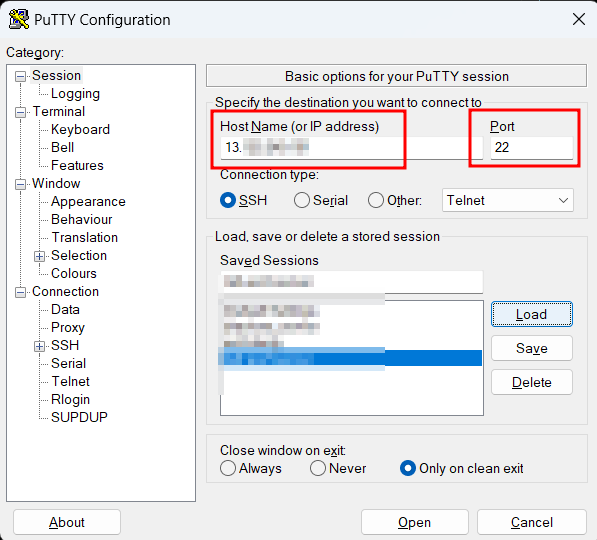 PuTTY Configuration
Category:
Session
Logging
Terminal
Keyboard
Bell
Features
Window
Appearance
Behaviour
Translation
Selection
Colours
Connection
Data
Proxy
SSH
Serial
Telnet
Rlogin
SUPDUP
Basic options for your PuTTY session
Specify the destination you want to connect to
Host Name (or IP address) Port
13. 22
Connection type:
SSH Serial Other: Telnet
Load, save or delete a stored session
Saved Sessions
Load
Save
Delete
Close window on exit:
Always Never Only on clean exit
About Open Cancel